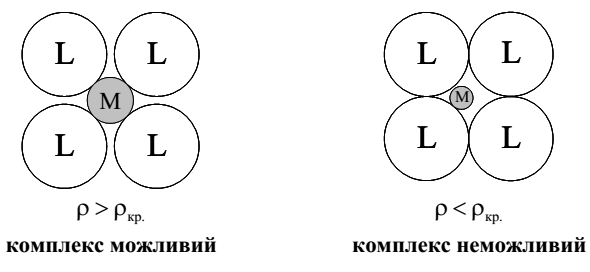 L L L L
M M
L L L L
ρ > ρкр. ρ < ρкр.
комплекс можливий комплекс неможливий